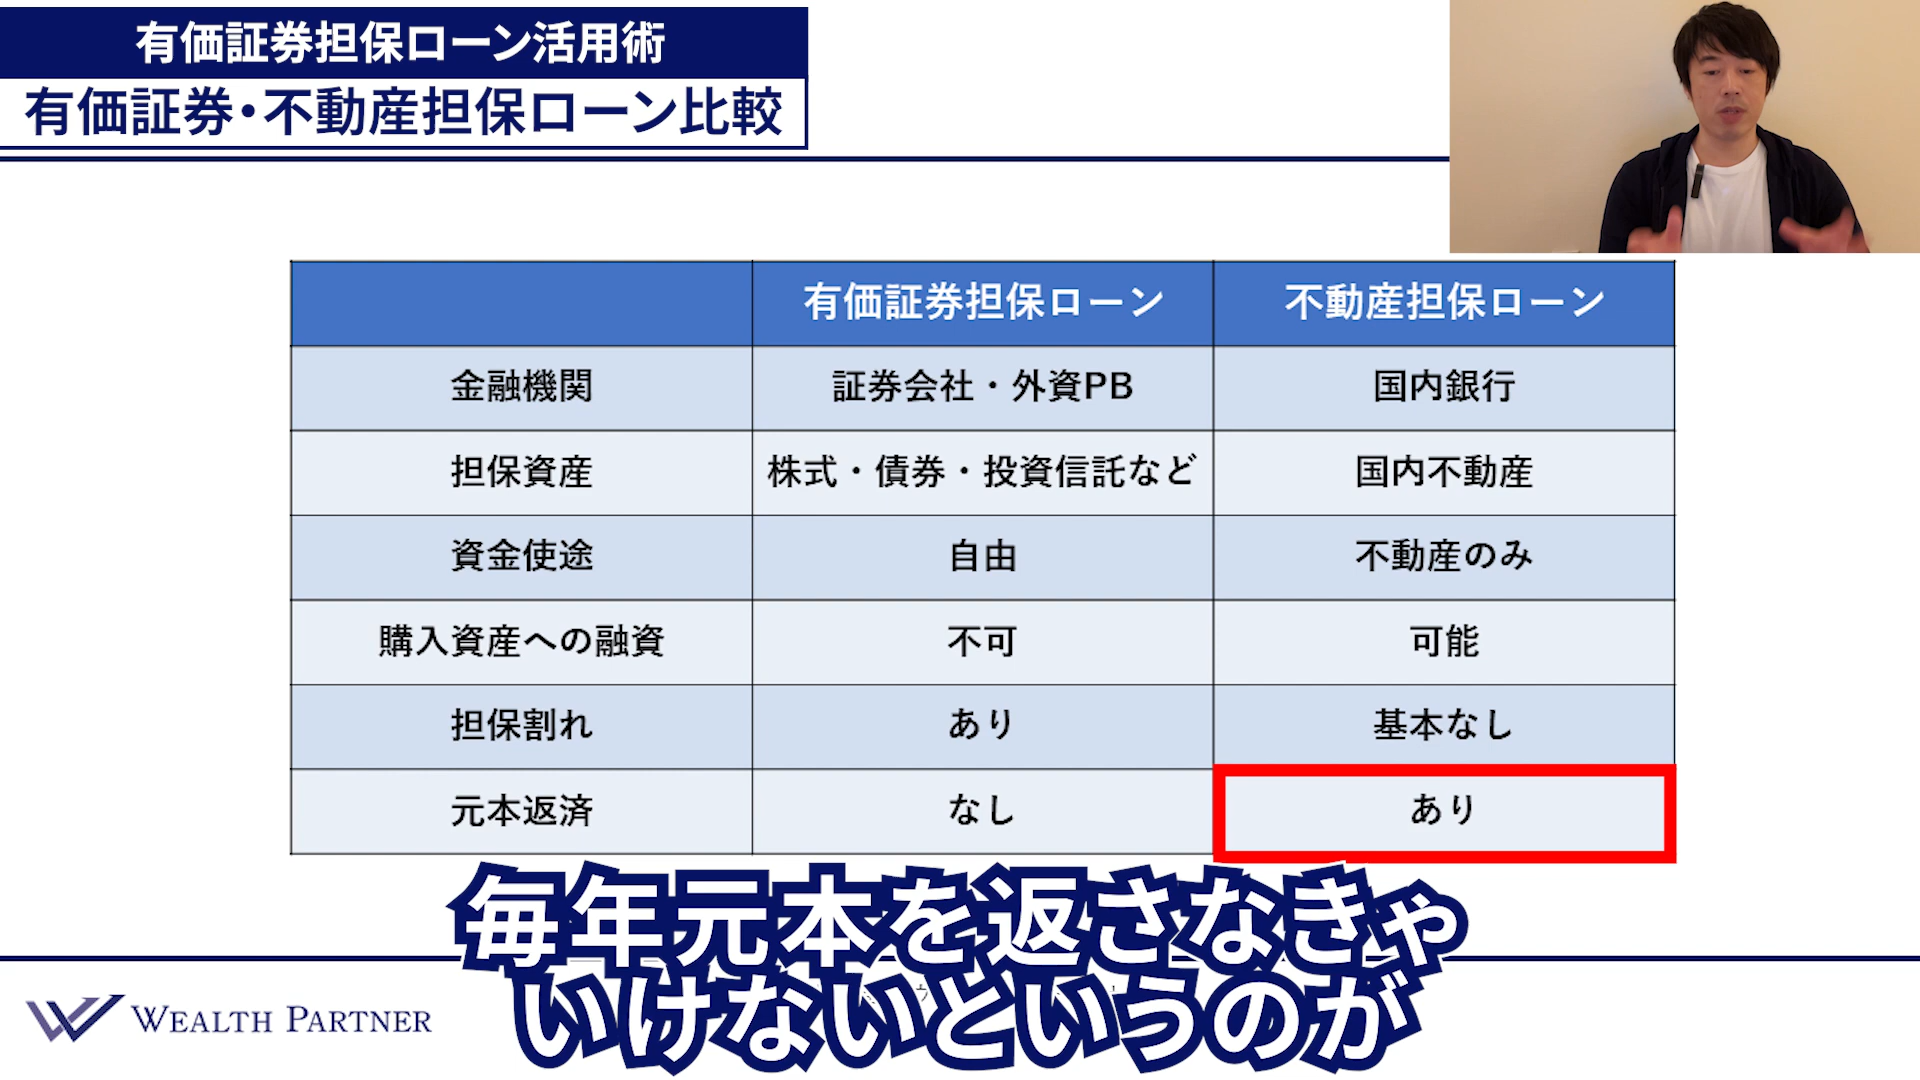 有価証券担保ローン活用術
有価証券・不動産担保ローン比較
有価証券担保ローン 不動産担保ローン
金融機関 証券会社・外資PB 国内銀行
担保資産 株式・債券・投資信託など 国内不動産
資金使途 自由 不動産のみ
購入資産への融資 不可 可能
担保割れ あり 基本なし
元本返済 なし あり
毎年元本を返さなきゃ
いけないというのが
WEALTH PARTNER